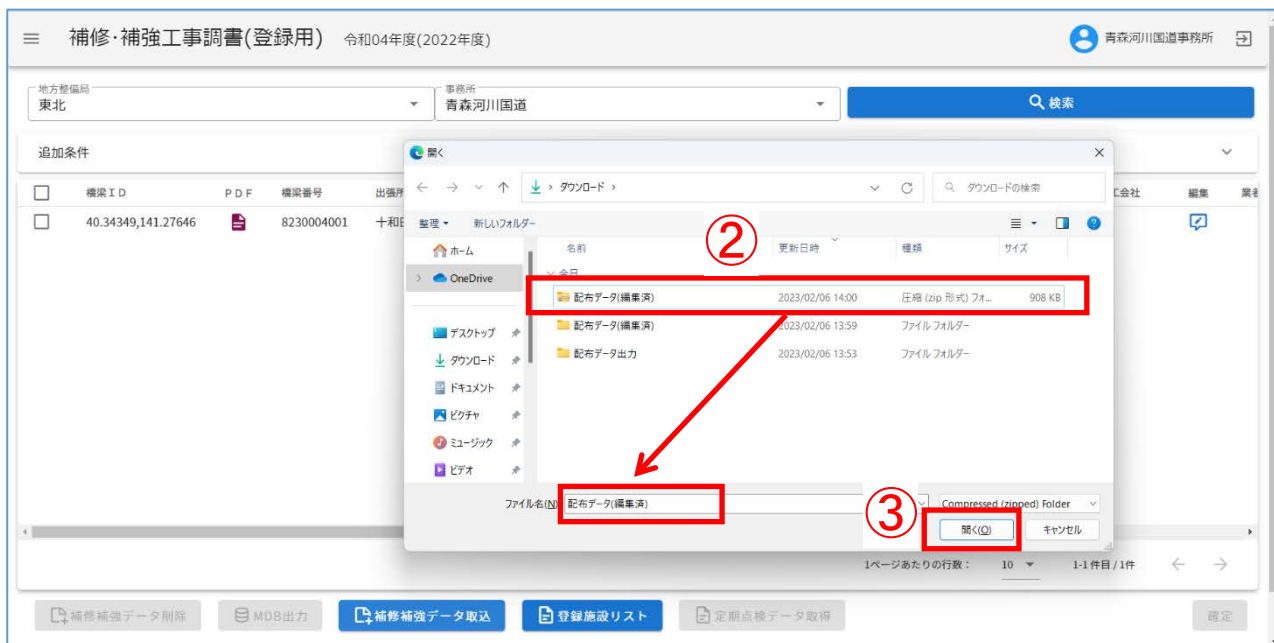 補修・補強工事調書(登録用) 令和04年度(2022年度) 青森河川国道事務所
地方整備局
東北
事務所
青森河川国道
検索
追加条件
橋梁ID PDF 橋梁番号 工会社 編集
40.34349,141.27646 8230004001
開く
ダウンロード
ダウンロードの検索
整理 新しいフォルダー
②
名前 更新日時 種類 サイズ
ホーム
OneDrive
今日
配布データ(編集済) 2023/02/06 14:00 圧縮 (zip 形式) フォ... 908 KB
配布データ(編集済) 2023/02/06 13:59 ファイル フォルダー
配布データ出力 2023/02/06 13:53 ファイル フォルダー
デスクトップ
ダウンロード
ドキュメント
ピクチャ
ミュージック
ビデオ
ファイル名(N) 配布データ(編集済)
③
Compressed (zipped) Folder
開く(O) キャンセル
1ページあたりの行数： 10 1-1 件目 / 1件
補修補強データ削除 MDB出力 補修補強データ取込 登録施設リスト 定期点検データ取得 確定